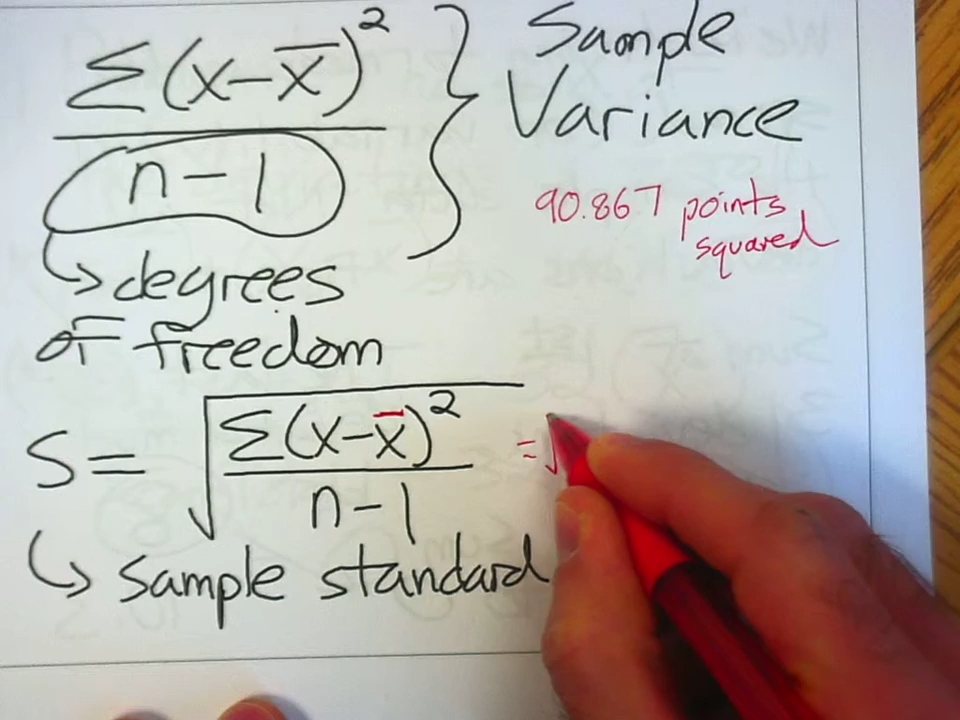 Σ(x-x̅)²
n-1
} Sample
Variance
90.867 points
squared
↳ degrees
of freedom
S = √
Σ(x-x̅)²
n-1
= √
↳ sample standard